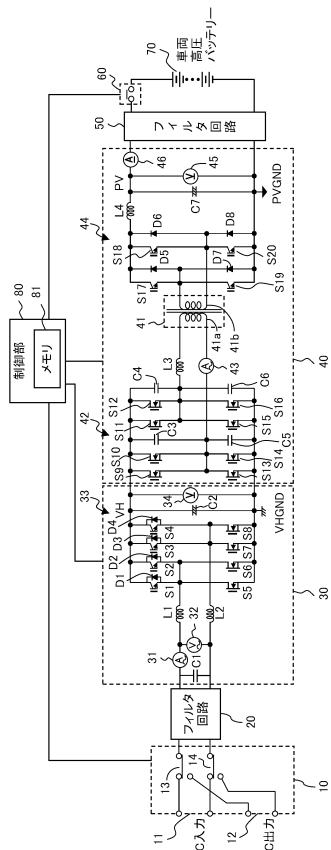 80
制御部
81
メモリ
60
70
車両
高圧
バッテリー
50
フィルタ回路
46
A
PV
45
V
C7
PVGND
L4
44
D6
D8
S18
D5
D7
S20
S17
S19
41
41a
41b
L3
43
A
40
42
C4
C6
S12
S16
S11
S15
C3
C5
S10
S14
S9
S13
33
VH
34
V
C2
VHGND
D4
D3
D2
D1
S4
S3
S2
S1
S8
S7
S6
S5
L1
L2
31
A
32
V
C1
30
フィルタ
回路
20
13
14
10
11
12
C入力
C出力